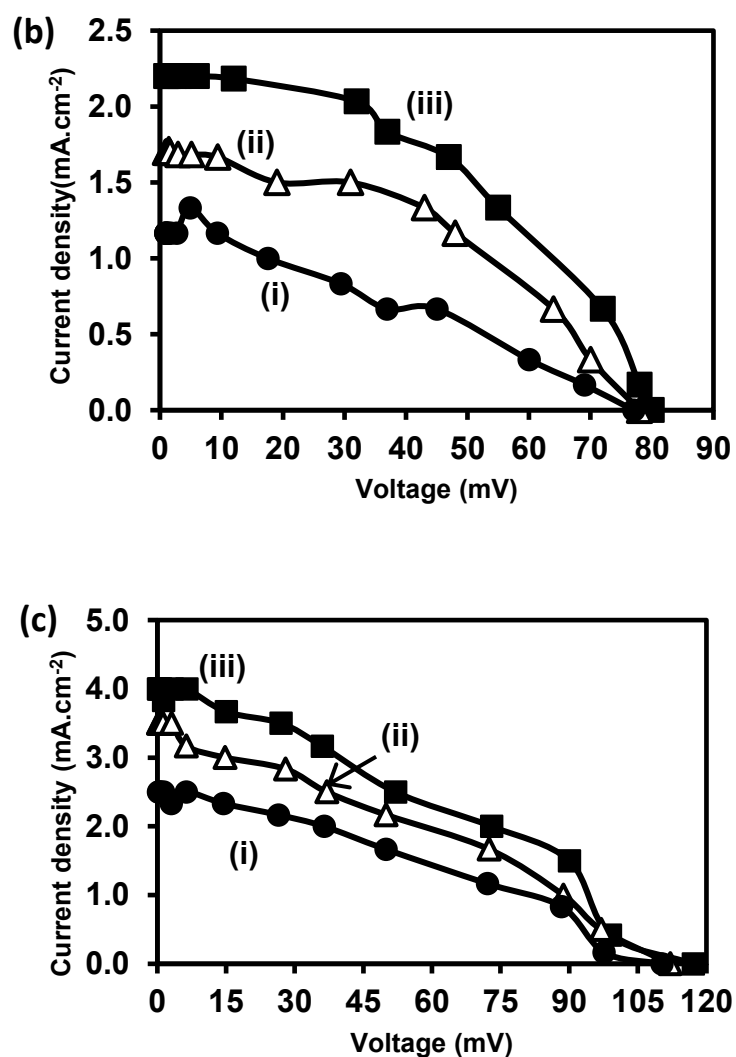 (b)
2.5
2.0
1.5
1.0
0.5
0.0
Current density(mA.cm-2)
(iii)
(ii)
(i)
0 10 20 30 40 50 60 70 80 90
Voltage (mV)
(c)
5.0
4.0
3.0
2.0
1.0
0.0
Current density (mA.cm-2)
(iii)
(ii)
(i)
0 15 30 45 60 75 90 105 120
Voltage (mV)